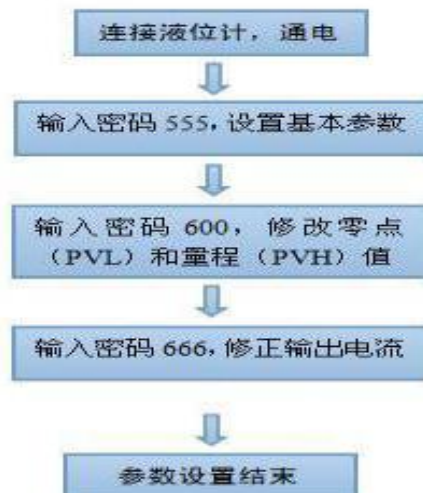 连接液位计，通电
输入密码 555，设置基本参数
输入密码 600，修改零点
（PVL）和量程（PVH）值
输入密码 666，修正输出电流
参数设置结束